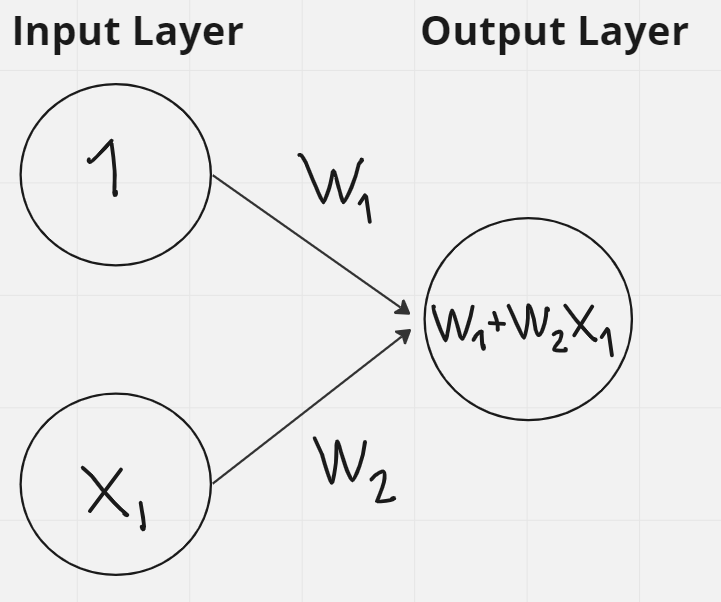 Input Layer
Output Layer
1
W₁
W₁+W₂X₁
X₁
W₂